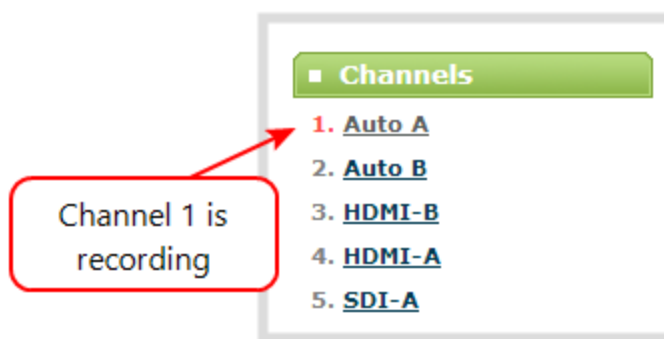 Channels
1. Auto A
2. Auto B
3. HDMI-B
4. HDMI-A
5. SDI-A
Channel 1 is
recording